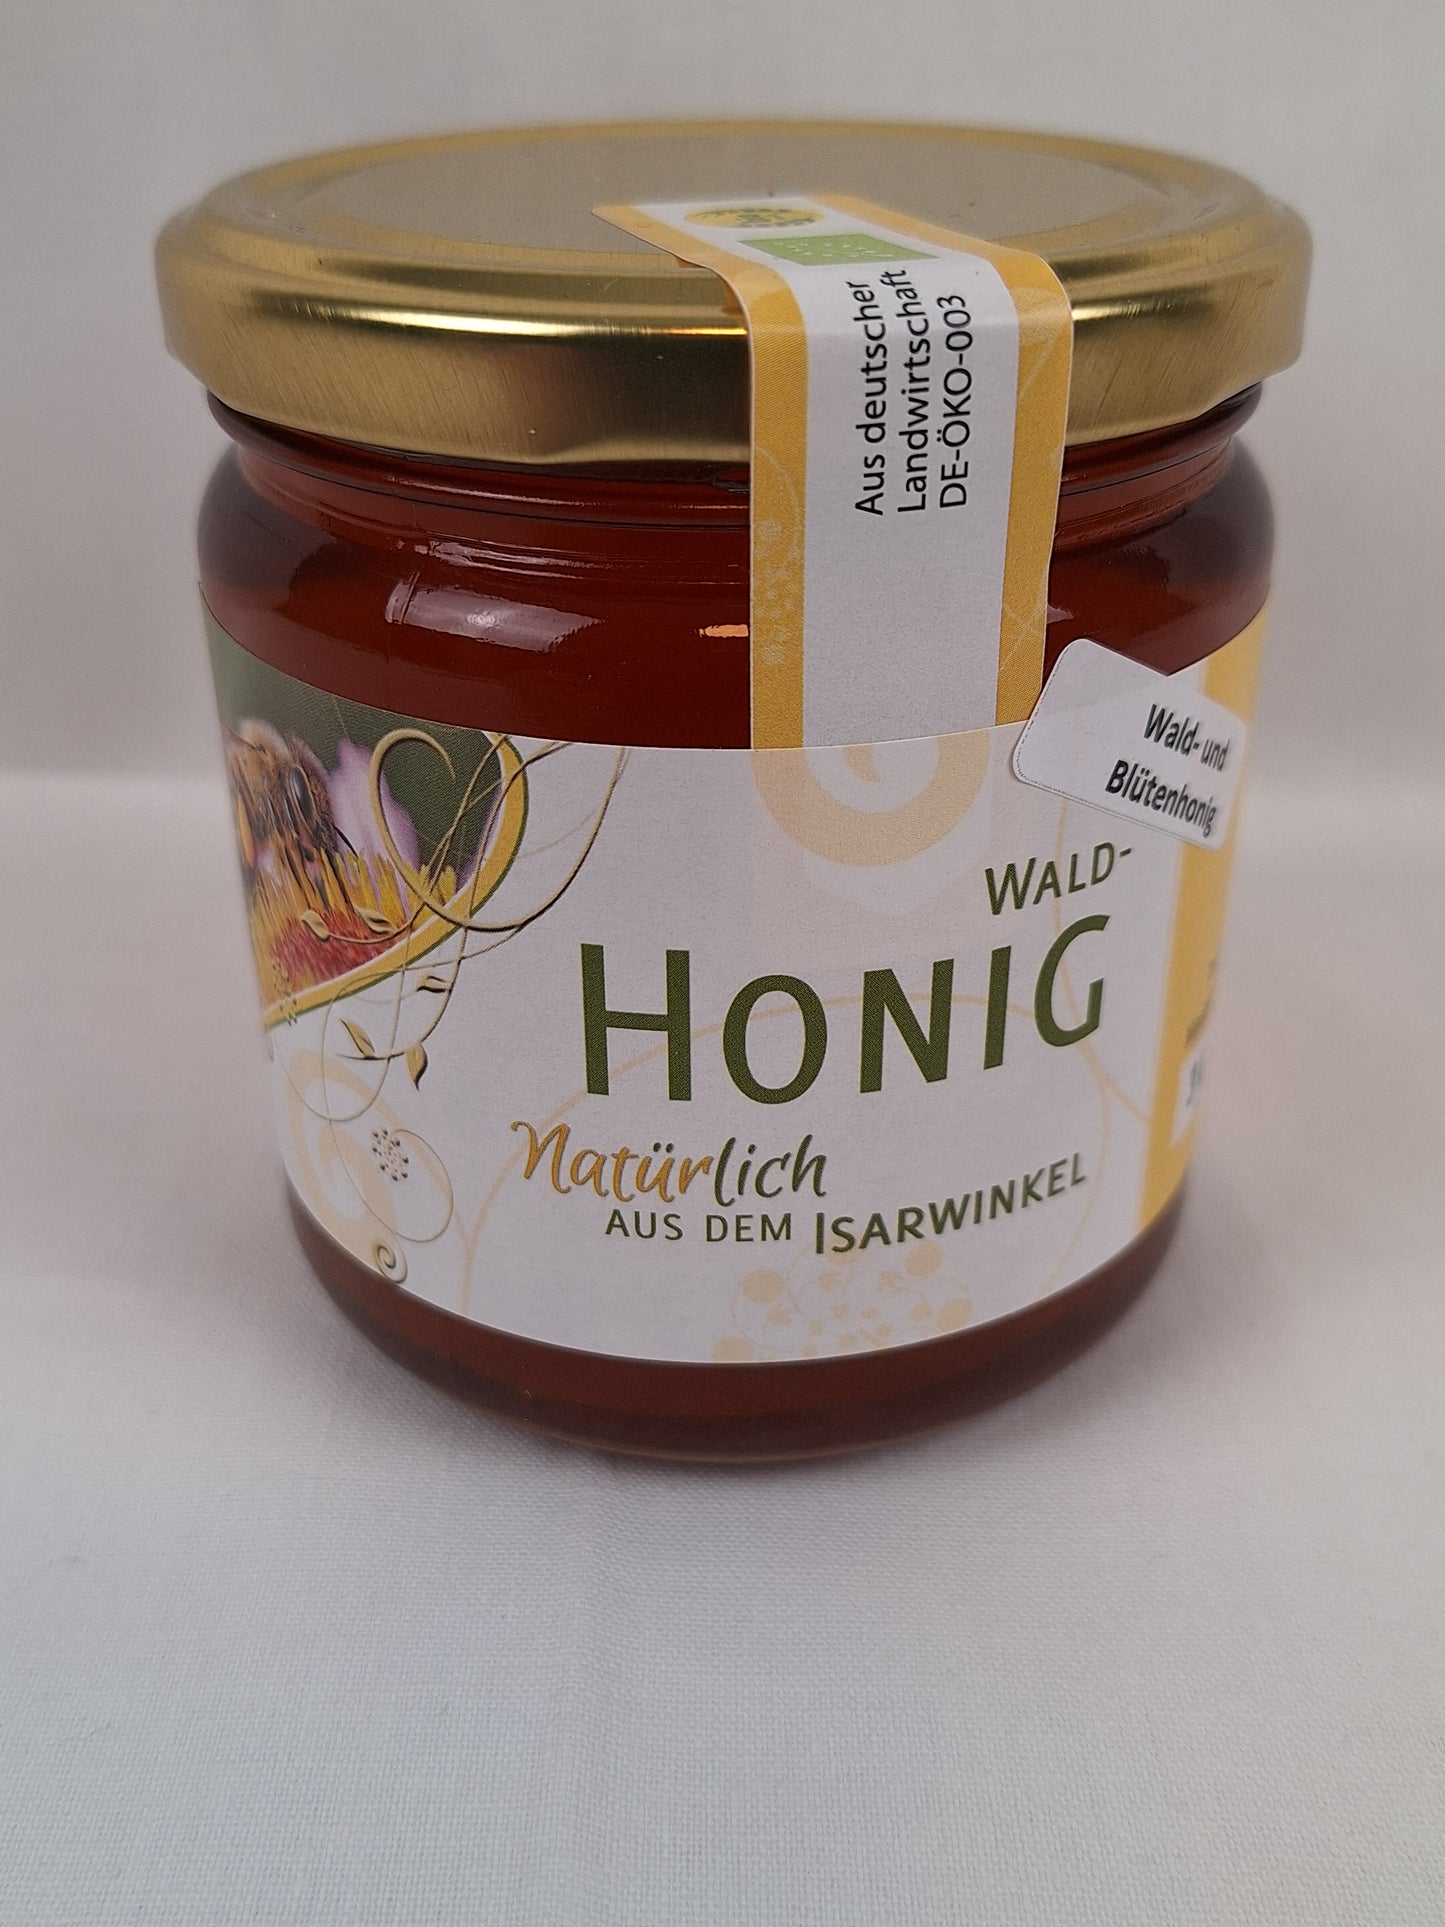 Aus deutscher
Landwirtschaft
DE-ÖKO-003
Wald- und
Blütenhonig
WALD-
HONIG
Natürlich
AUS DEM ISARWINKEL